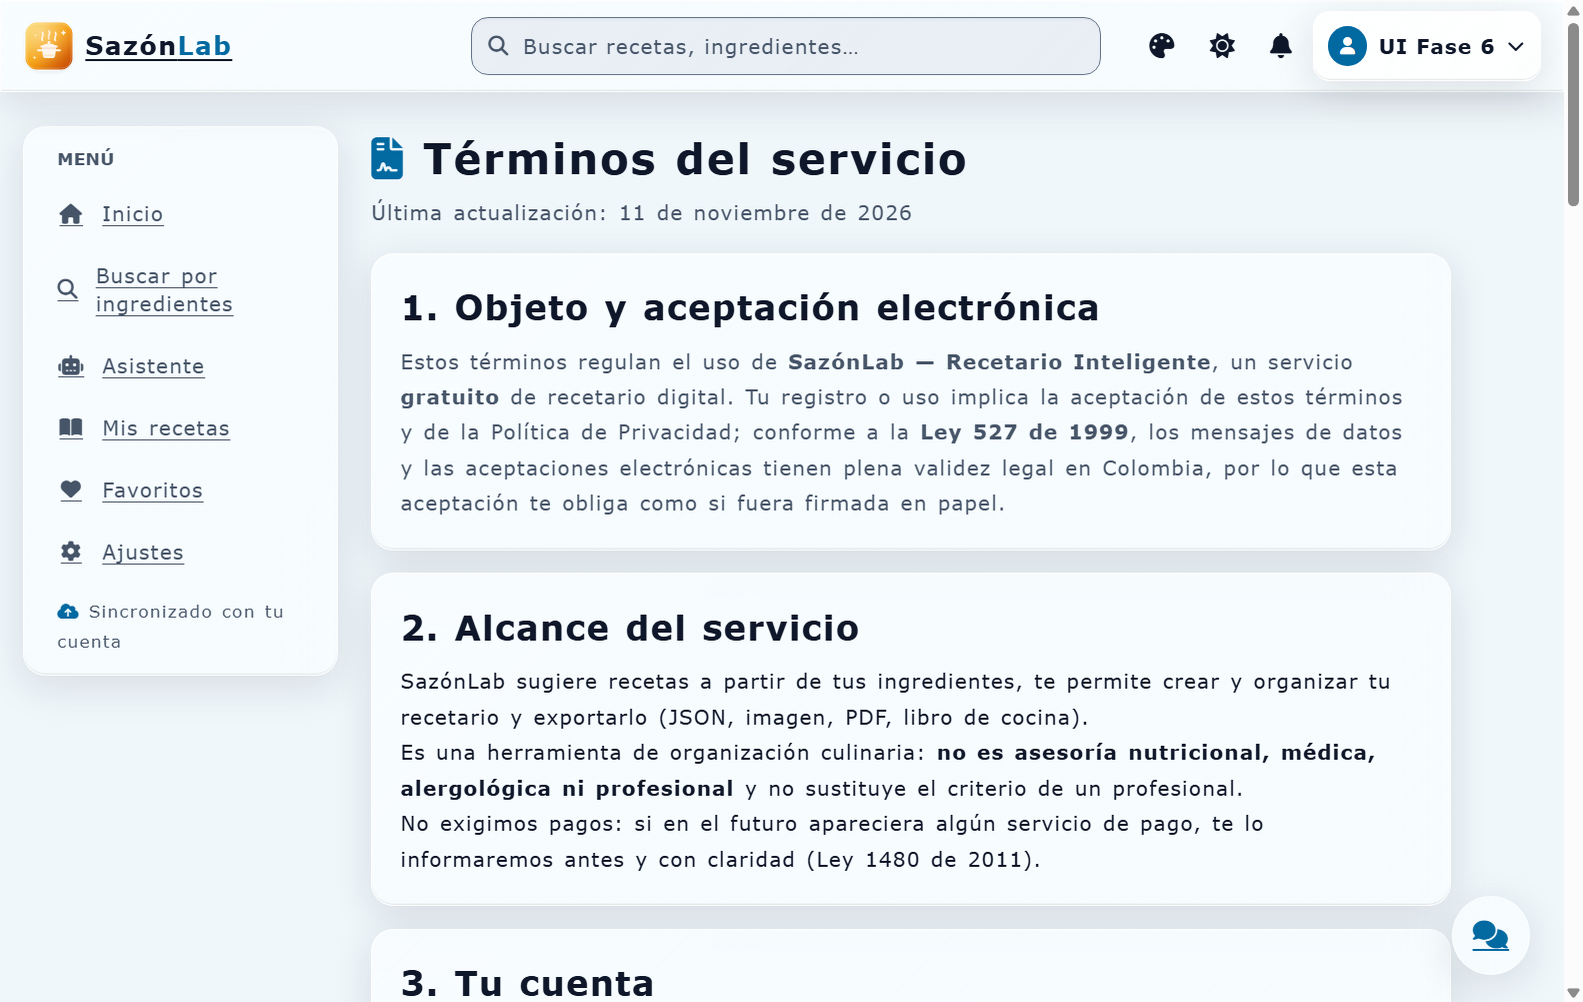 SazónLab
Buscar recetas, ingredientes...
UI Fase 6
MENÚ
Inicio
Buscar por
ingredientes
Asistente
Mis recetas
Favoritos
Ajustes
Sincronizado con tu
cuenta
Términos del servicio
Última actualización: 11 de noviembre de 2026
1. Objeto y aceptación electrónica
Estos términos regulan el uso de SazónLab — Recetario Inteligente, un servicio
gratuito de recetario digital. Tu registro o uso implica la aceptación de estos términos
y de la Política de Privacidad; conforme a la Ley 527 de 1999, los mensajes de datos
y las aceptaciones electrónicas tienen plena validez legal en Colombia, por lo que esta
aceptación te obliga como si fuera firmada en papel.
2. Alcance del servicio
SazónLab sugiere recetas a partir de tus ingredientes, te permite crear y organizar tu
recetario y exportarlo (JSON, imagen, PDF, libro de cocina).
Es una herramienta de organización culinaria: no es asesoría nutricional, médica,
alergológica ni profesional y no sustituye el criterio de un profesional.
No exigimos pagos: si en el futuro apareciera algún servicio de pago, te lo
informaremos antes y con claridad (Ley 1480 de 2011).
3. Tu cuenta